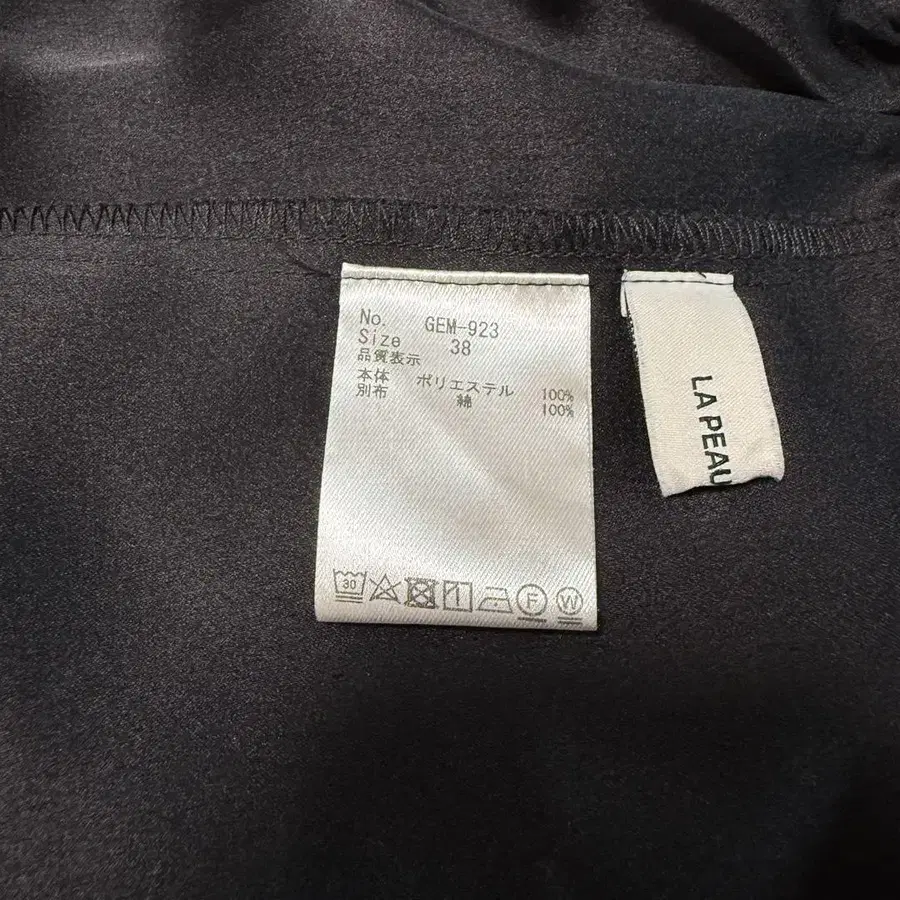 No. GEM-923
Size 38
品質表示
本体 ポリエステル 100%
別布 綿 100%
30
F
W
LA PEAU